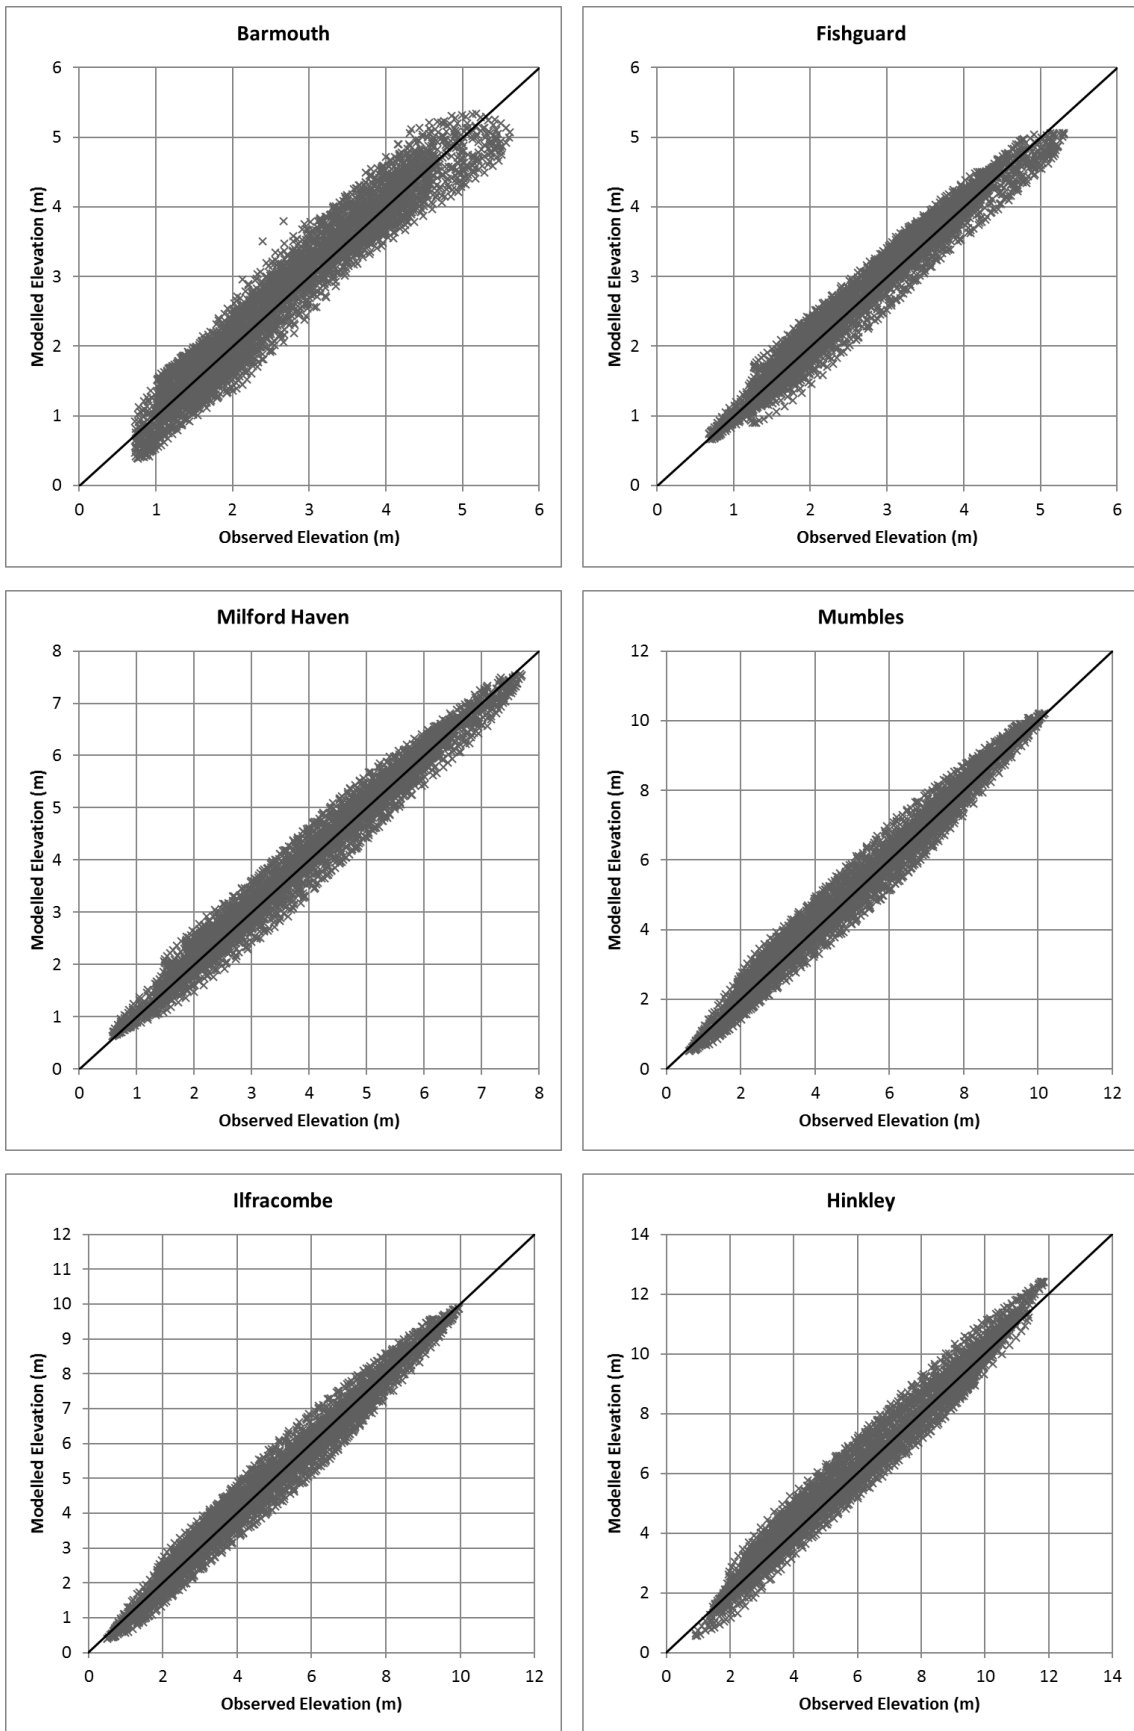 Barmouth
6
5
4
3
2
1
0
0 1 2 3 4 5 6
Modelled Elevation (m)
Observed Elevation (m)
Fishguard
6
5
4
3
2
1
0
0 1 2 3 4 5 6
Modelled Elevation (m)
Observed Elevation (m)
Milford Haven
8
7
6
5
4
3
2
1
0
0 1 2 3 4 5 6 7 8
Modelled Elevation (m)
Observed Elevation (m)
Mumbles
12
10
8
6
4
2
0
0 2 4 6 8 10 12
Modelled Elevation (m)
Observed Elevation (m)
Ilfracombe
12
11
10
9
8
7
6
5
4
3
2
1
0
0 2 4 6 8 10 12
Modelled Elevation (m)
Observed Elevation (m)
Hinkley
14
12
10
8
6
4
2
0
0 2 4 6 8 10 12 14
Modelled Elevation (m)
Observed Elevation (m)